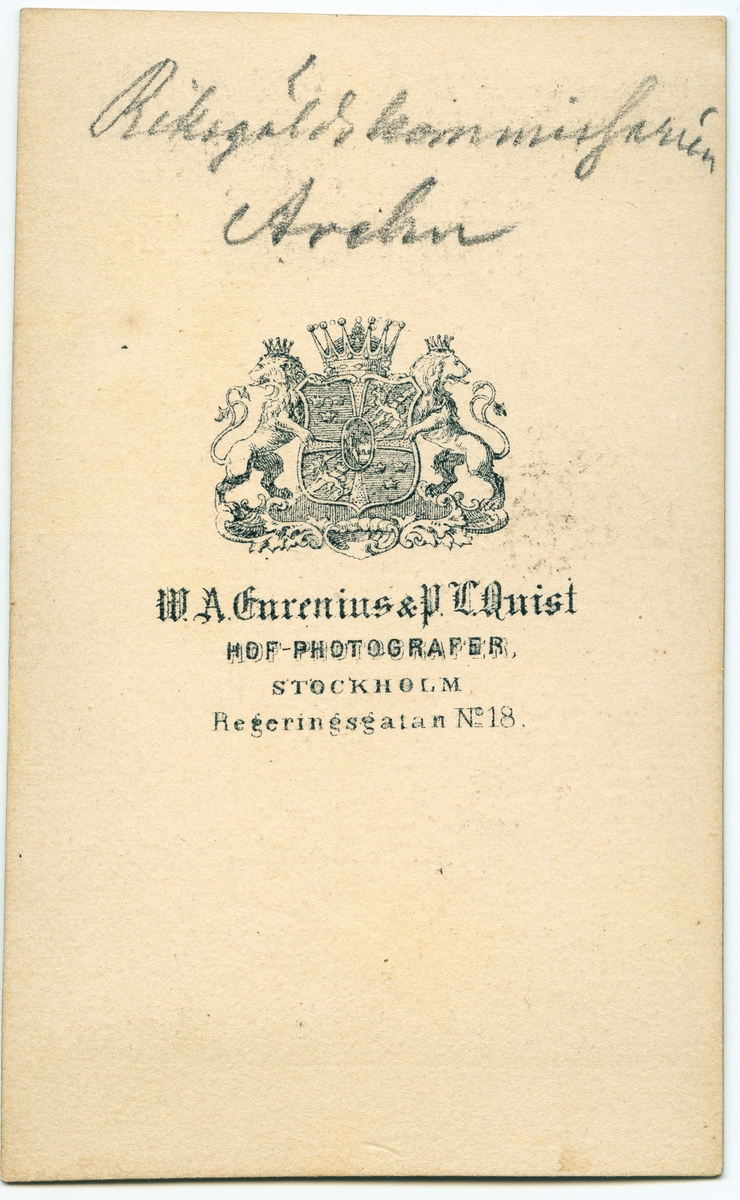 Riksgäldskommissarien
Arehn
W. A. Eurenius & P. L. Quist
HOF-PHOTOGRAFER,
STOCKHOLM
Regeringsgatan No 18.